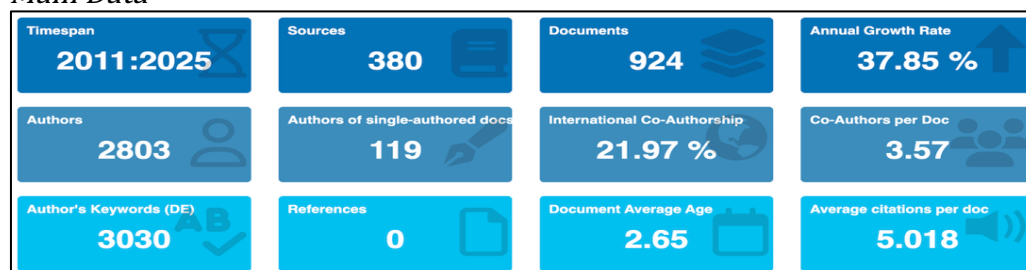 Main Data
Timespan
2011:2025
Sources
380
Documents
924
Annual Growth Rate
37.85 %
Authors
2803
Authors of single-authored docs
119
International Co-Authorship
21.97 %
Co-Authors per Doc
3.57
Author's Keywords (DE)
3030
References
0
Document Average Age
2.65
Average citations per doc
5.018